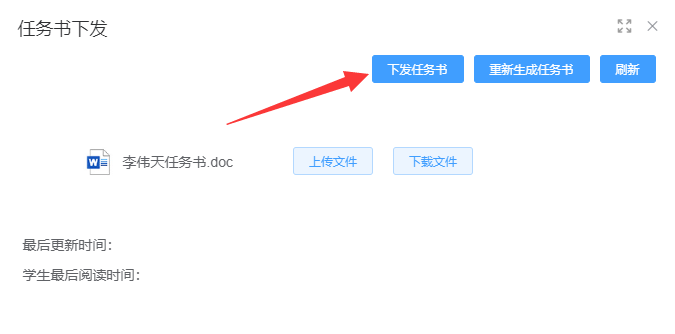 任务书下发
下发任务书 重新生成任务书 刷新
W 李伟天任务书.doc 上传文件 下载文件
最后更新时间：
学生最后阅读时间：